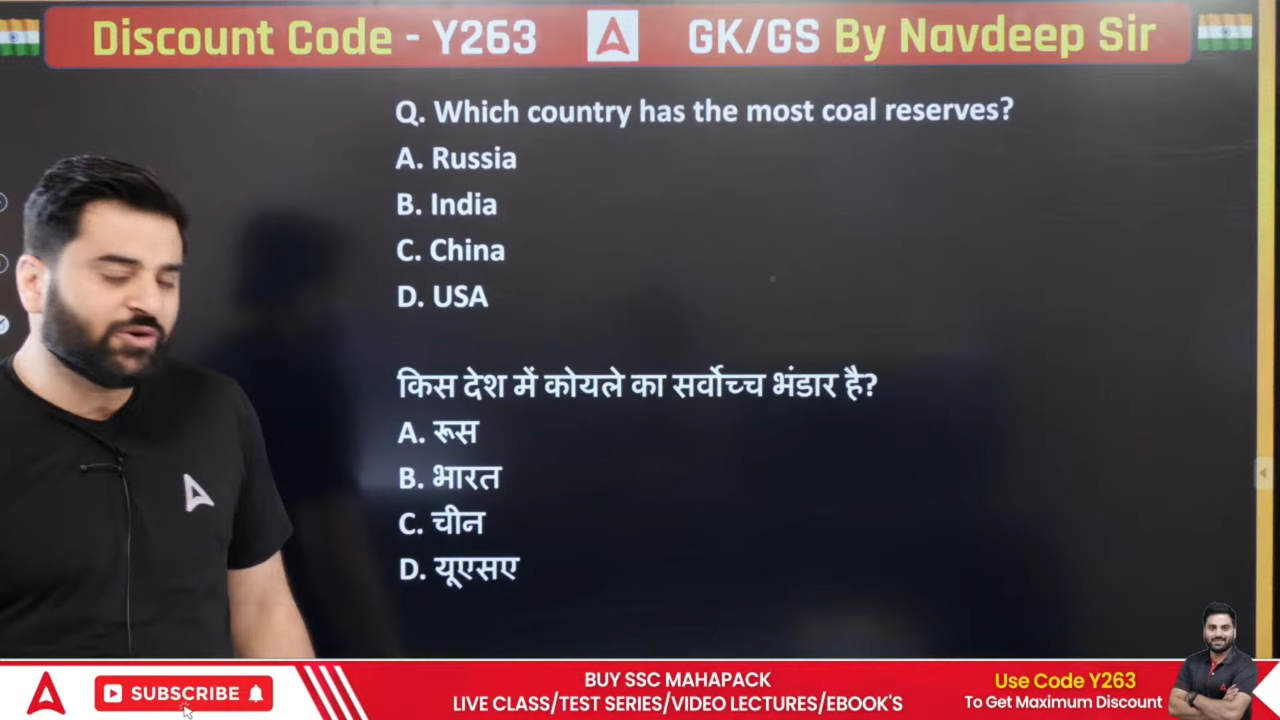 Discount Code - Y263 GK/GS By Navdeep Sir
Q. Which country has the most coal reserves?
A. Russia
B. India
C. China
D. USA
किस देश में कोयले का सर्वोच्च भंडार है?
A. रूस
B. भारत
C. चीन
D. यूएसए
SUBSCRIBE
BUY SSC MAHAPACK
LIVE CLASS/TEST SERIES/VIDEO LECTURES/EBOOK'S
Use Code Y263
To Get Maximum Discount